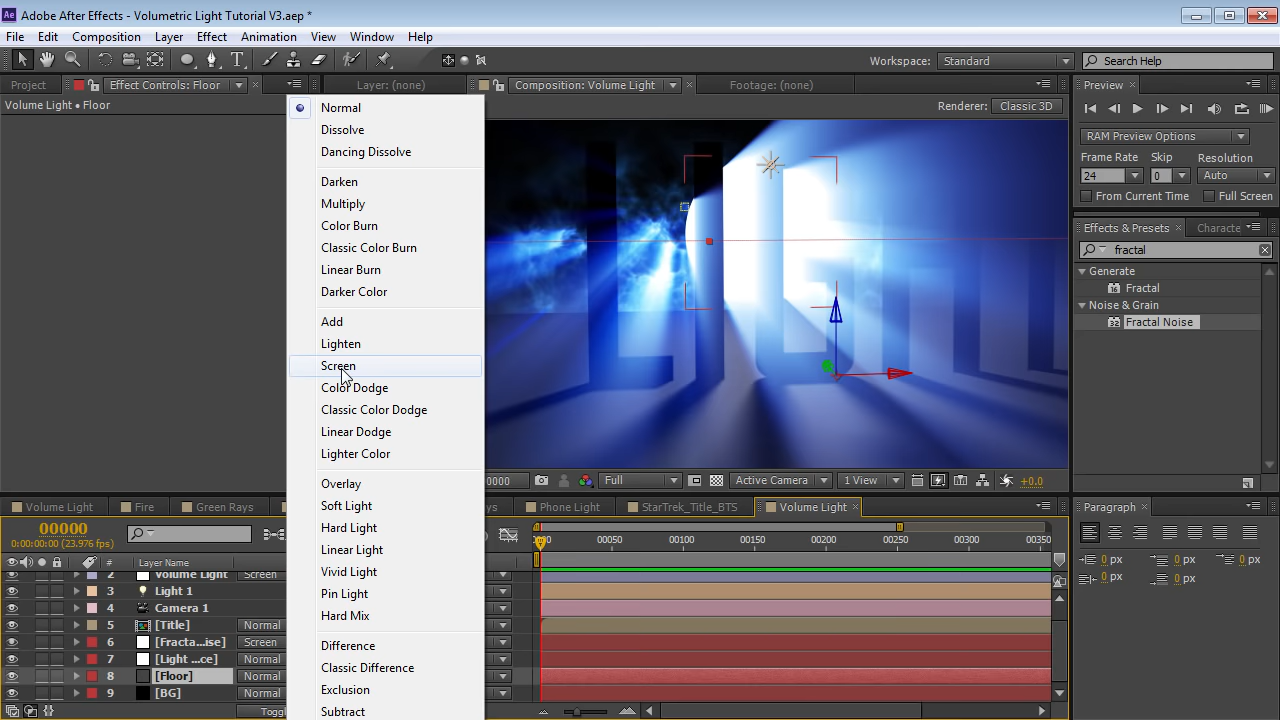 Adobe After Effects - Volumetric Light Tutorial V3.aep *
File Edit Composition Layer Effect Animation View Window Help
Workspace: Standard Search Help
Project Effect Controls: Floor Layer: (none) Composition: Volume Light Footage: (none) Preview
Volume Light • Floor
Renderer: Classic 3D
Normal
Dissolve
Dancing Dissolve
Darken
Multiply
Color Burn
Classic Color Burn
Linear Burn
Darker Color
Add
Lighten
Screen
Color Dodge
Classic Color Dodge
Linear Dodge
Lighter Color
Overlay
Soft Light
Hard Light
Linear Light
Vivid Light
Pin Light
Hard Mix
Difference
Classic Difference
Exclusion
Subtract
RAM Preview Options
Frame Rate Skip Resolution
24 0 Auto
From Current Time Full Screen
Effects & Presets Characte
fractal
Generate
Fractal
Noise & Grain
Fractal Noise
0000 Full Active Camera 1 View +0.0
Volume Light Fire Green Rays ys Phone Light StarTrek_Title_BTS Volume Light
Paragraph
00000
0:00:00:00 (23.976 fps)
00 00050 00100 00150 00200 00250 00300 00350
# Layer Name
2 Volume Light Screen
3 Light 1
4 Camera 1
5 [Title] Normal
6 [Fracta...ise] Screen
7 [Light ...ce] Normal
8 [Floor] Normal
9 [BG] Normal
Toggl
0 px 0 px 0 px
0 px 0 px